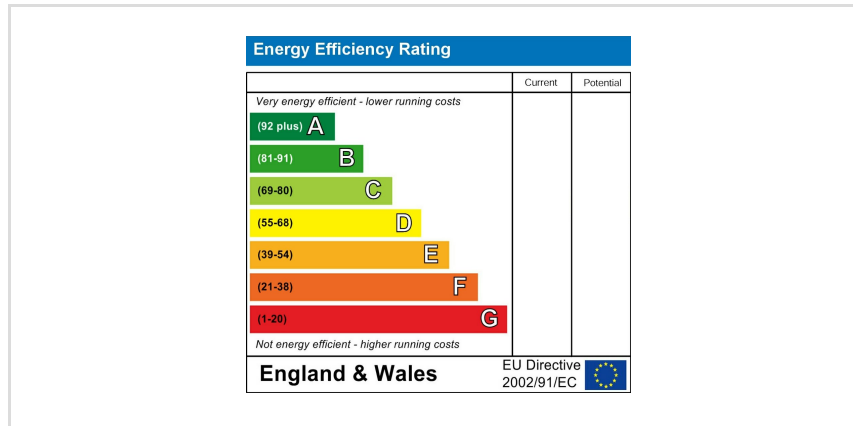 Energy Efficiency Rating
Current Potential
Very energy efficient - lower running costs
(92 plus) A
(81-91) B
(69-80) C
(55-68) D
(39-54) E
(21-38) F
(1-20) G
Not energy efficient - higher running costs
England & Wales
EU Directive
2002/91/EC